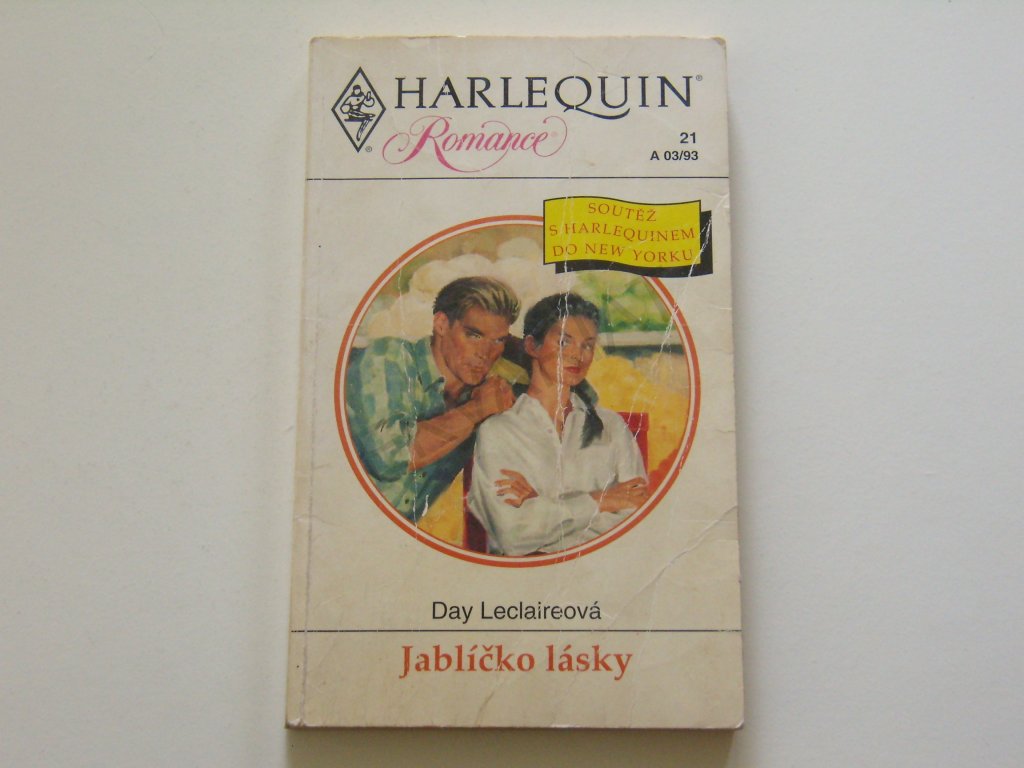 HARLEQUIN®
Romance®
21
A 03/93
SOUTĚŽ
S HARLEQUINEM
DO NEW YORKU
Day Leclaireová
Jablíčko lásky